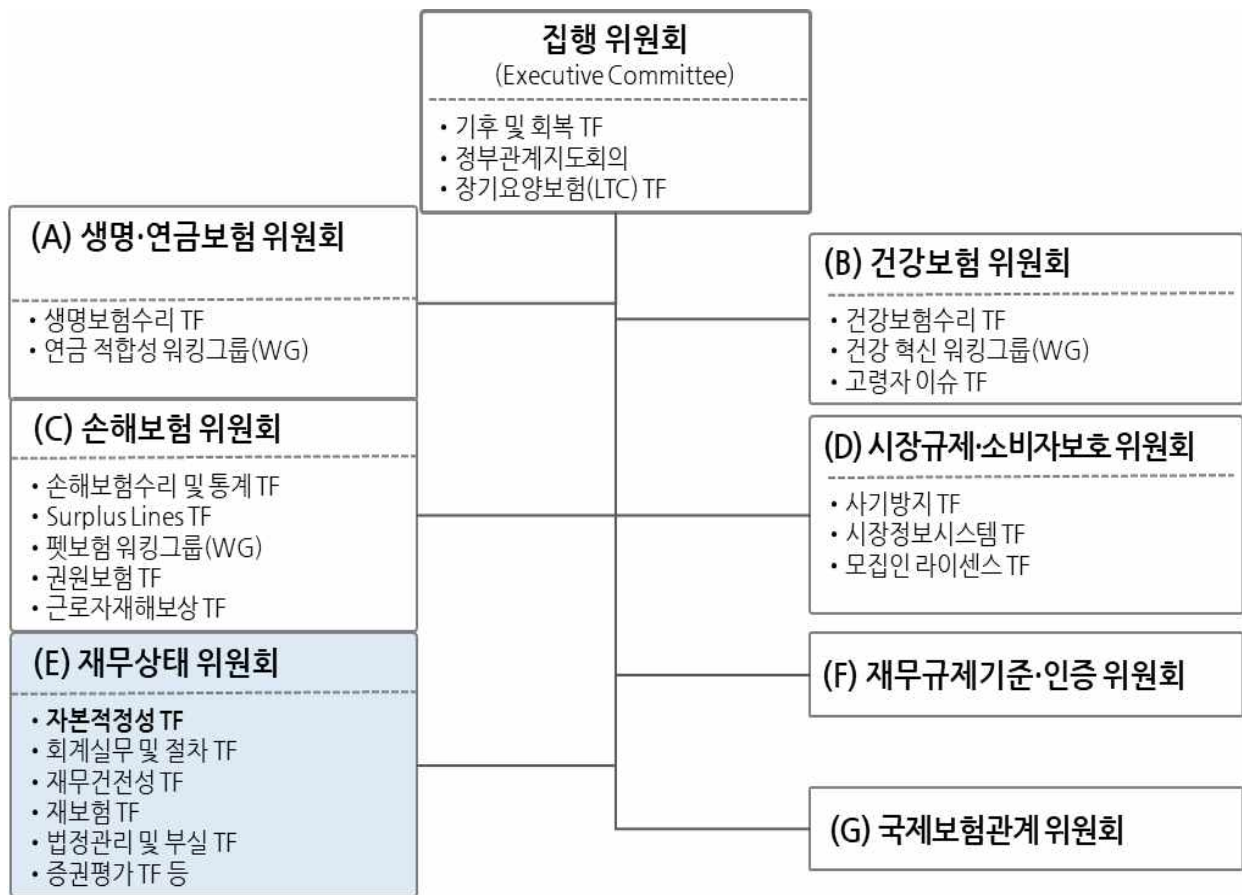 집행 위원회
(Executive Committee)
• 기후 및 회복 TF
• 정부관계지도회의
• 장기요양보험(LTC) TF
(A) 생명·연금보험 위원회
• 생명보험수리 TF
• 연금 적합성 워킹그룹(WG)
(B) 건강보험 위원회
• 건강보험수리 TF
• 건강 혁신 워킹그룹(WG)
• 고령자 이슈 TF
(C) 손해보험 위원회
• 손해보험수리 및 통계 TF
• Surplus Lines TF
• 펫보험 워킹그룹(WG)
• 권원보험 TF
• 근로자재해보상 TF
(D) 시장규제·소비자보호 위원회
• 사기방지 TF
• 시장정보시스템 TF
• 모집인 라이센스 TF
(E) 재무상태 위원회
• 자본적정성 TF
• 회계실무 및 절차 TF
• 재무건전성 TF
• 재보험 TF
• 법정관리 및 부실 TF
• 증권평가 TF 등
(F) 재무규제기준·인증 위원회
(G) 국제보험관계 위원회